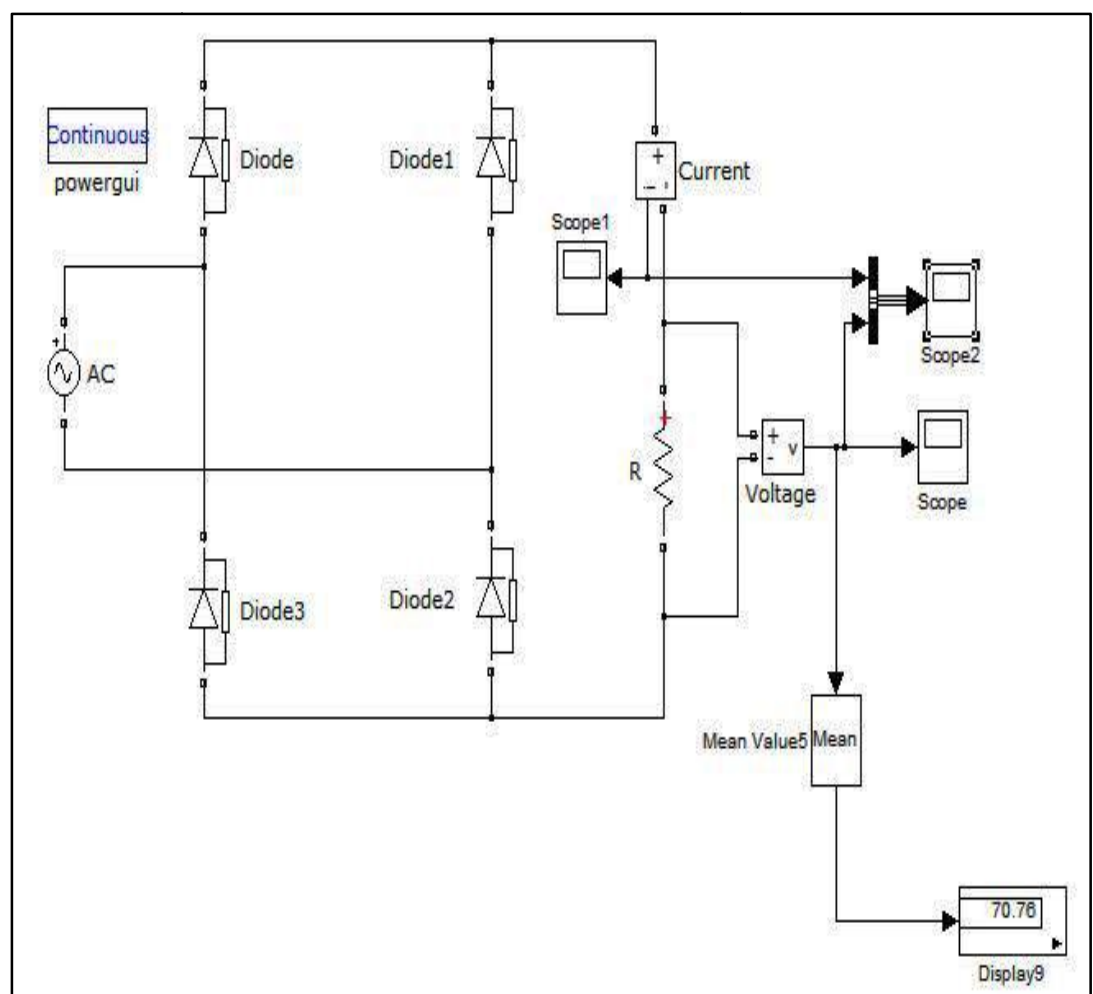 Continuous
powergui
Diode
Diode1
+
-
i
Current
Scope1
Scope2
+
AC
+
R
+
-
v
Voltage
Scope
Diode3
Diode2
Mean Value5
Mean
70.76
Display9